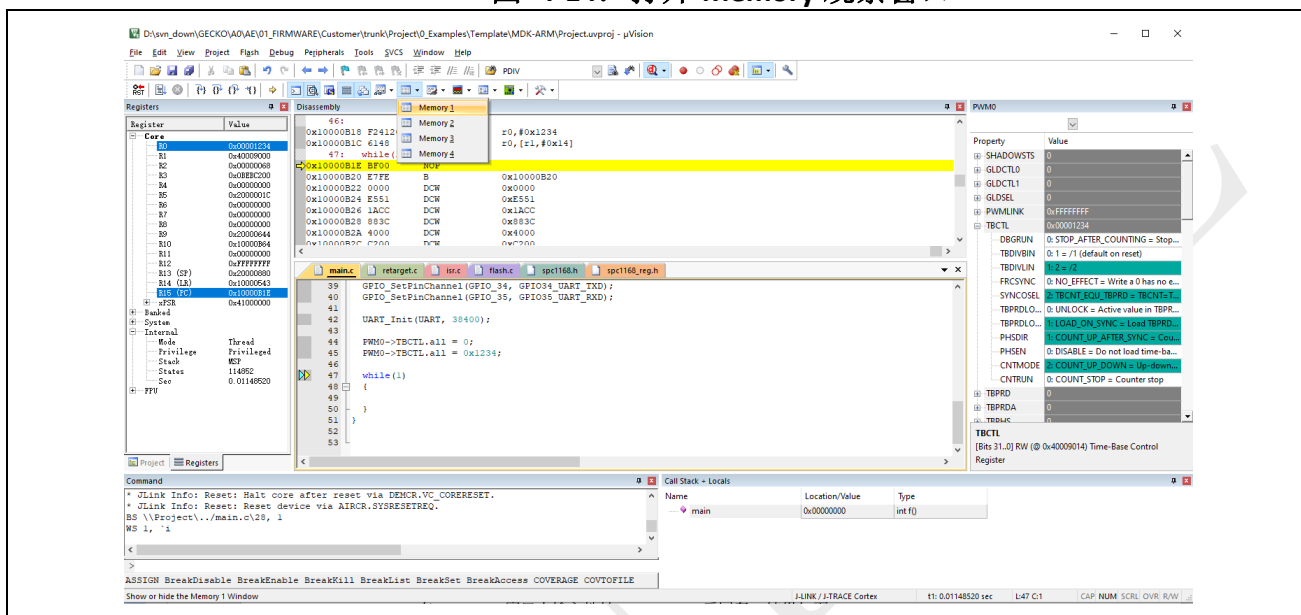 D:\svn_down\GECKO\A0\AE\01_FIRMWARE\Customer\trunk\Project\0_Examples\Template\MDK-ARM\Project.uvproj - µVision
File Edit View Project Flash Debug Peripherals Tools SVCS Window Help
PDIV
RST
Registers
Register Value
Core
R0 0x00001234
R1 0x40009000
R2 0x00000068
R3 0x0BEBC200
R4 0x00000000
R5 0x2000001C
R6 0x00000000
R7 0x00000000
R8 0x00000000
R9 0x20000644
R10 0x10000B64
R11 0x00000000
R12 0xFFFFFFFF
R13 (SP) 0x20000880
R14 (LR) 0x10000543
R15 (PC) 0x10000B1E
xPSR 0x41000000
Banked
System
Internal
Mode Thread
Privilege Privileged
Stack MSP
States 114852
Sec 0.01148520
FPU
Project Registers
Disassembly
Memory 1
Memory 2
Memory 3
Memory 4
46:
0x10000B18 F2412 r0,#0x1234
0x10000B1C 6148 r0,[r1,#0x14]
47: while(
0x10000B1E BF00 NOP
0x10000B20 E7FE B 0x10000B20
0x10000B22 0000 DCW 0x0000
0x10000B24 E551 DCW 0xE551
0x10000B26 1ACC DCW 0x1ACC
0x10000B28 883C DCW 0x883C
0x10000B2A 4000 DCW 0x4000
0x10000B2C C200 DCW 0xC200
main.c retarget.c isr.c flash.c spc1168.h spc1168_reg.h
39 GPIO_SetPinChannel(GPIO_34, GPIO34_UART_TXD);
40 GPIO_SetPinChannel(GPIO_35, GPIO35_UART_RXD);
41
42 UART_Init(UART, 38400);
43
44 PWM0->TBCTL.all = 0;
45 PWM0->TBCTL.all = 0x1234;
46
47 while(1)
48 {
49
50 }
51 }
52
53
PWM0
Property Value
SHADOWSTS 0
GLDCTL0 0
GLDCTL1 0
GLDSEL 0
PWMLINK 0xFFFFFFFF
TBCTL 0x00001234
DBGRUN 0: STOP_AFTER_COUNTING = Stop...
TBDIVBIN 0: 1 = /1 (default on reset)
TBDIVLIN 1: 2 = /2
FRCSYNC 0: NO_EFFECT = Write a 0 has no e...
SYNCOSEL 2: TBCNT_EQU_TBPRD = TBCNT=T...
TBPRDLO... 0: UNLOCK = Active value in TBPR...
TBPRDLO... 1: LOAD_ON_SYNC = Load TBPRD...
PHSDIR 1: COUNT_UP_AFTER_SYNC = Cou...
PHSEN 0: DISABLE = Do not load time-ba...
CNTMODE 2: COUNT_UP_DOWN = Up-down...
CNTRUN 0: COUNT_STOP = Counter stop
TBPRD 0
TBPRDA 0
TBPHS 0
TBCTL
[Bits 31..0] RW (@ 0x40009014) Time-Base Control
Register
Command
* JLink Info: Reset: Halt core after reset via DEMCR.VC_CORERESET.
* JLink Info: Reset: Reset device via AIRCR.SYSRESETREQ.
BS \\Project\../main.c\28, 1
WS 1, `i
>
ASSIGN BreakDisable BreakEnable BreakKill BreakList BreakSet BreakAccess COVERAGE COVTOFILE
Call Stack + Locals
Name Location/Value Type
main 0x00000000 int f()
Show or hide the Memory 1 Window J-LINK / J-TRACE Cortex t1: 0.01148520 sec L:47 C:1 CAP NUM SCRL OVR R/W